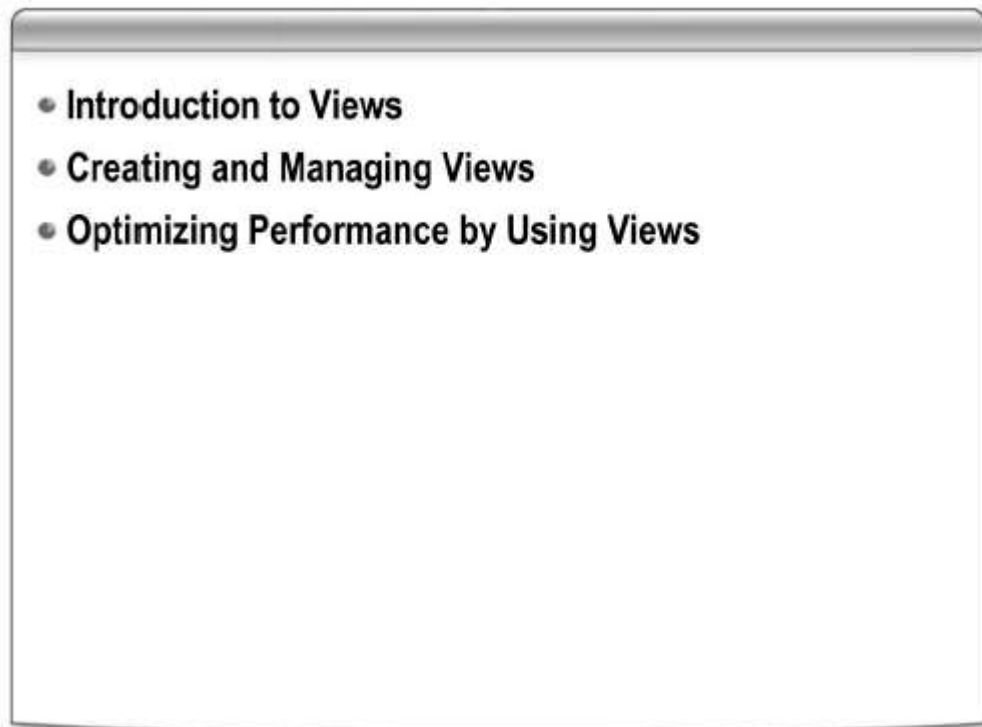 Introduction to Views
Creating and Managing Views
Optimizing Performance by Using Views